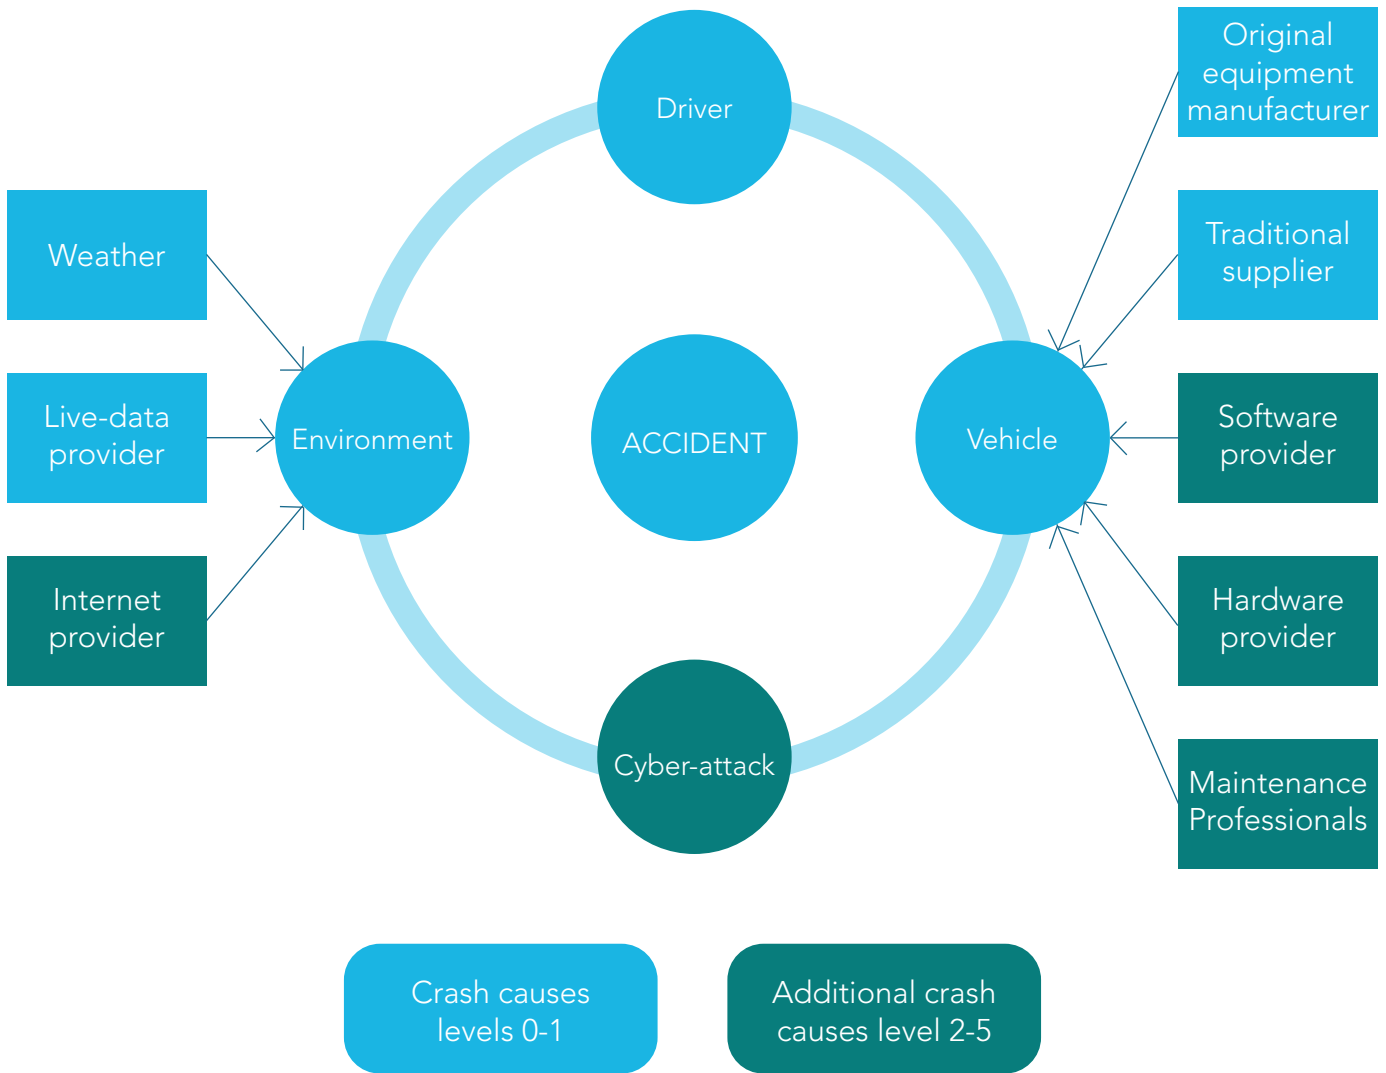 Original
equipment
manufacturer
Driver
Weather
Traditional
supplier
Live-data
provider
Environment
ACCIDENT
Vehicle
Software
provider
Internet
provider
Hardware
provider
Cyber-attack
Maintenance
Professionals
Crash causes
levels 0-1
Additional crash
causes level 2-5